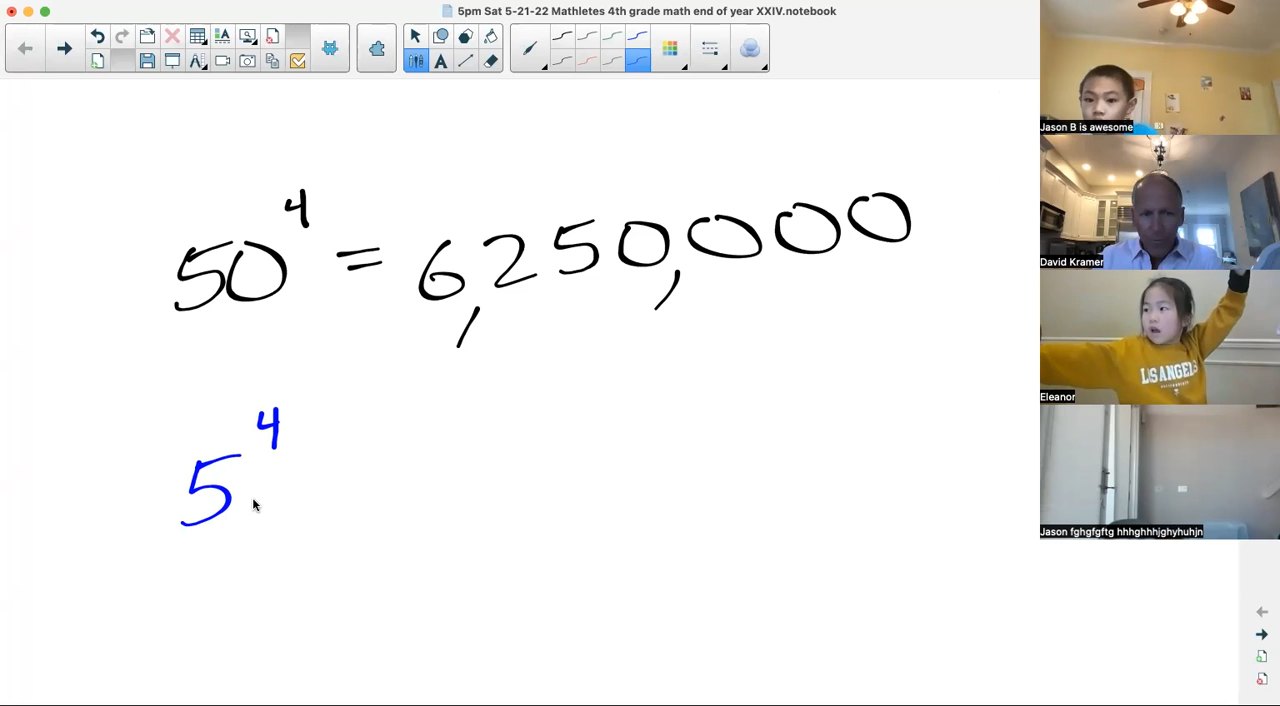 5pm Sat 5-21-22 Mathletes 4th grade math end of year XXIV.notebook
50⁴ = 6,250,000
5⁴
Jason B is awesome
David Kramer
LOS ANGELES
Eleanor
Jason fghgfgftg hhhghhhjghyhuhjn